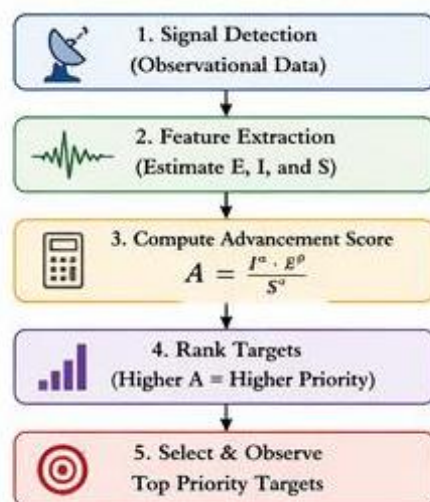 1. Signal Detection
(Observational Data)
2. Feature Extraction
(Estimate E, I, and S)
3. Compute Advancement Score
A = I^α · E^β / S^σ
4. Rank Targets
(Higher A = Higher Priority)
5. Select & Observe
Top Priority Targets